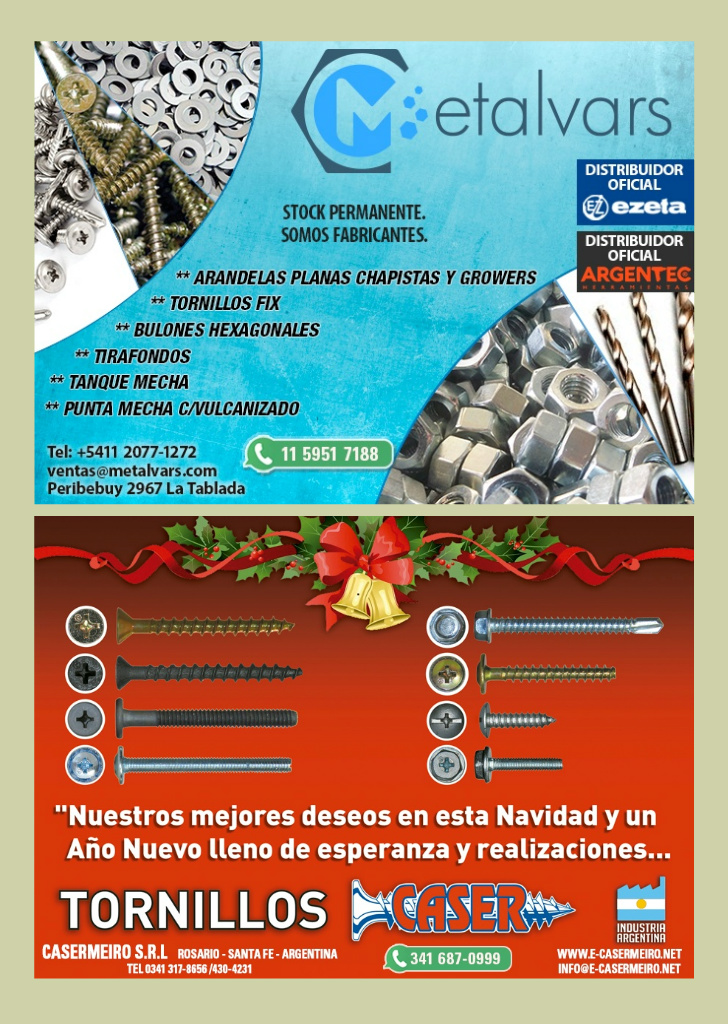 Metalvars
DISTRIBUIDOR
OFICIAL
EZ ezeta
DISTRIBUIDOR
OFICIAL
ARGENTEC
HERRAMIENTAS
STOCK PERMANENTE.
SOMOS FABRICANTES.
** ARANDELAS PLANAS CHAPISTAS Y GROWERS
** TORNILLOS FIX
** BULONES HEXAGONALES
** TIRAFONDOS
** TANQUE MECHA
** PUNTA MECHA C/VULCANIZADO
Tel: +5411 2077-1272
ventas@metalvars.com
Peribebuy 2967 La Tablada
11 5951 7188
"Nuestros mejores deseos en esta Navidad y un
Año Nuevo lleno de esperanza y realizaciones...
TORNILLOS CASER
INDUSTRIA
ARGENTINA
CASERMEIRO S.R.L ROSARIO - SANTA FE - ARGENTINA
TEL 0341 317-8656 /430-4231
341 687-0999
WWW.E-CASERMEIRO.NET
INFO@E-CASERMEIRO.NET